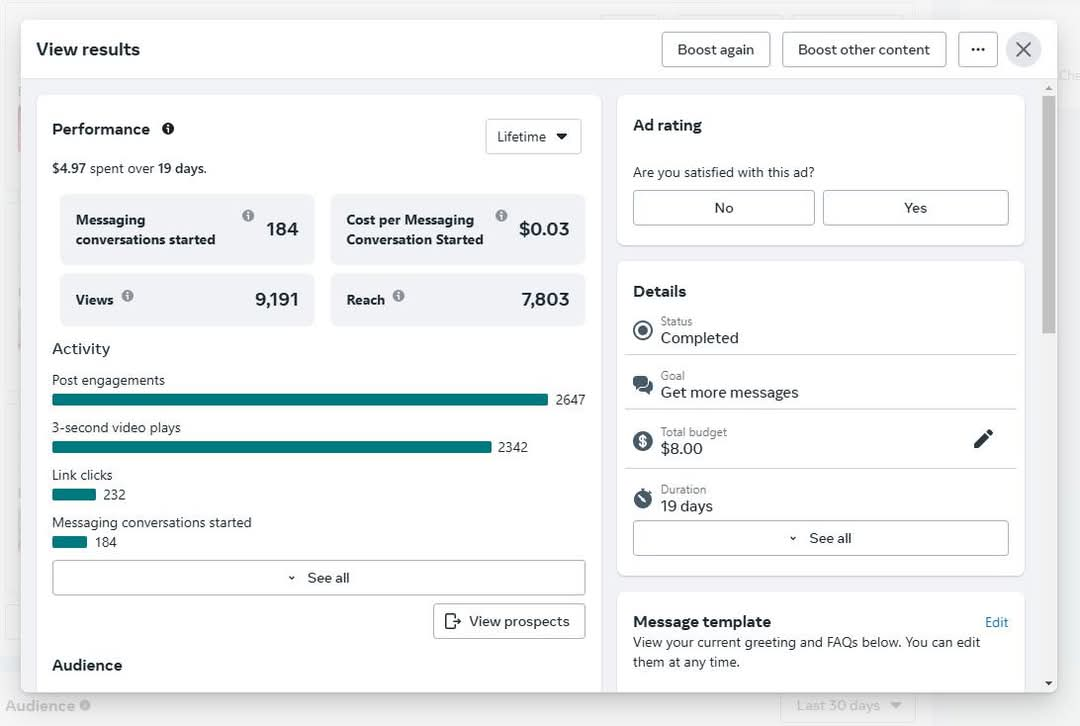 View results
Boost again
Boost other content
Performance
Lifetime
$4.97 spent over 19 days.
Messaging
conversations started
184
Cost per Messaging
Conversation Started
$0.03
Views
9,191
Reach
7,803
Activity
Post engagements
2647
3-second video plays
2342
Link clicks
232
Messaging conversations started
184
See all
View prospects
Audience
Ad rating
Are you satisfied with this ad?
No
Yes
Details
Status
Completed
Goal
Get more messages
Total budget
$8.00
Duration
19 days
See all
Message template
Edit
View your current greeting and FAQs below. You can edit
them at any time.
Audience
Last 30 days